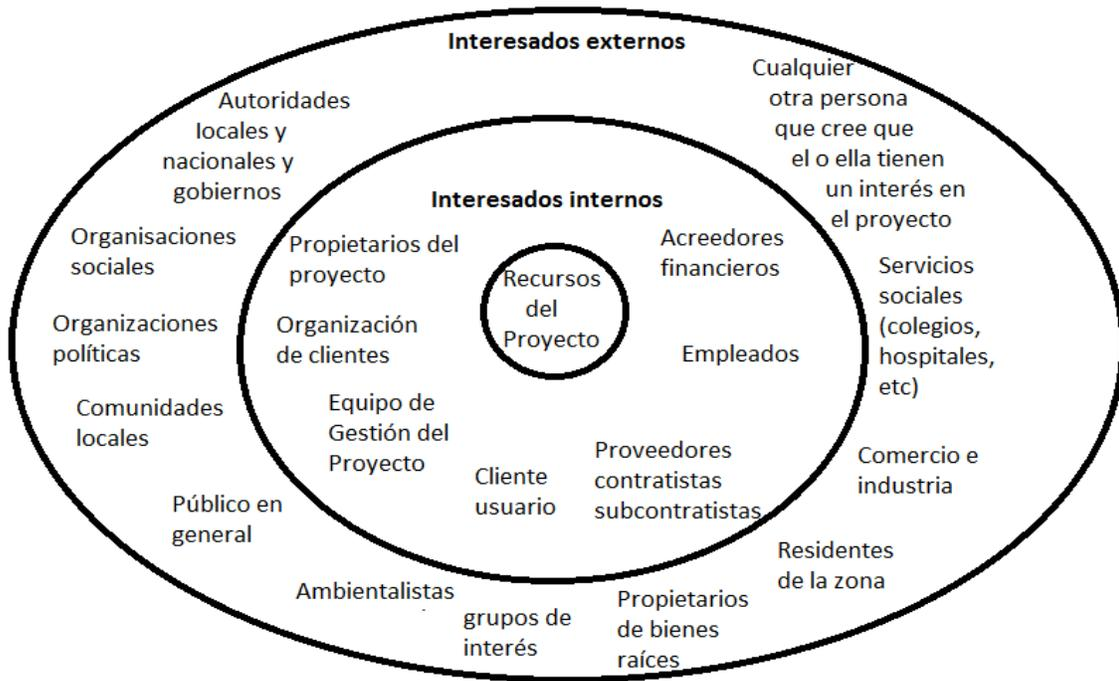 Interesados externos
Cualquier
otra persona
que cree que
el o ella tienen
un interés en
el proyecto
Autoridades
locales y
nacionales y
gobiernos
Interesados internos
Organisaciones
sociales
Propietarios del
proyecto
Acreedores
financieros
Recursos
del
Proyecto
Servicios
sociales
(colegios,
hospitales,
etc)
Organizaciones
políticas
Organización
de clientes
Empleados
Comunidades
locales
Equipo de
Gestión del
Proyecto
Cliente
usuario
Proveedores
contratistas
subcontratistas
Comercio e
industria
Público en
general
Residentes
de la zona
Ambientalistas
grupos de
interés
Propietarios
de bienes
raíces